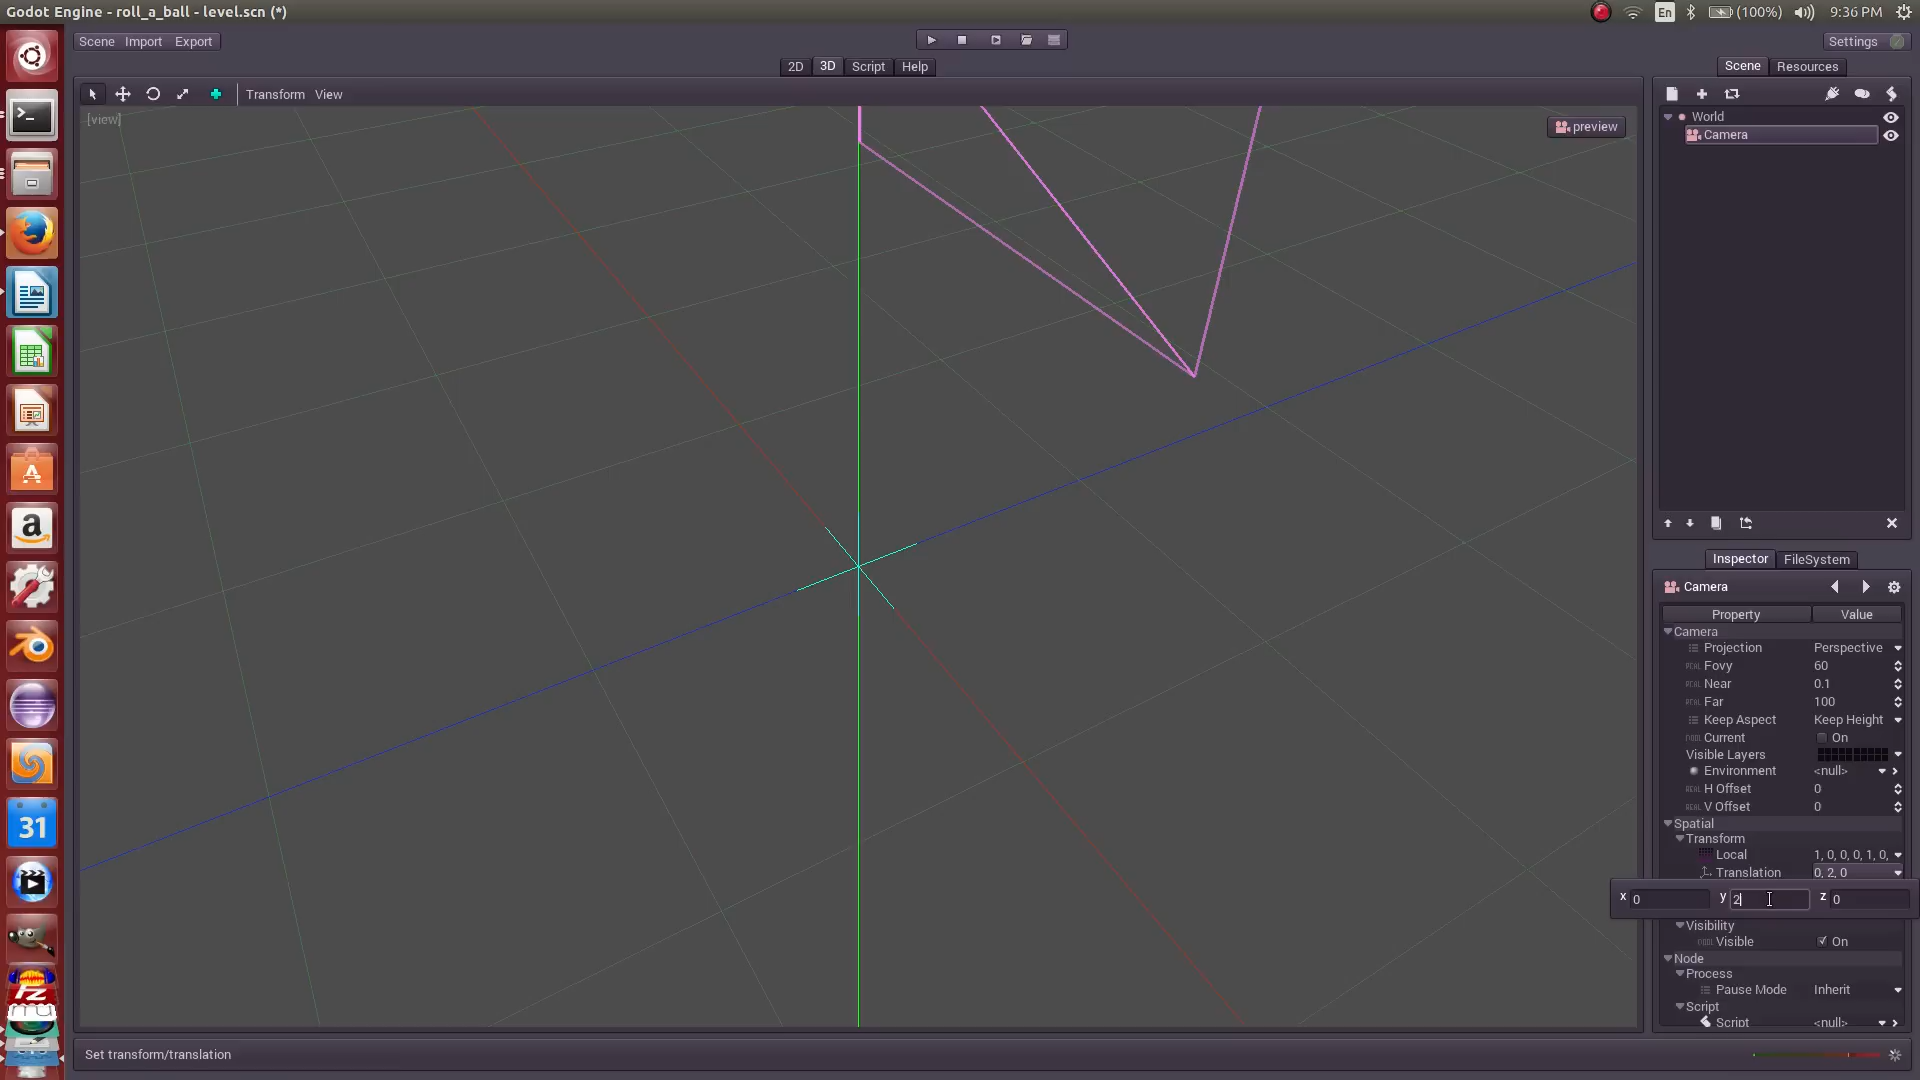 Godot Engine - roll_a_ball - level.scn (*)
En (100%) 9:36 PM
Scene Import Export
Settings
2D 3D Script Help
Scene Resources
Transform View
[view]
preview
World
Camera
Inspector FileSystem
Camera
Property Value
Camera
Projection Perspective
Fovy 60
Near 0.1
Far 100
Keep Aspect Keep Height
Current On
Visible Layers
Environment <null>
H Offset 0
V Offset 0
Spatial
Transform
Local 1, 0, 0, 0, 1, 0,
Translation 0, 2, 0
x 0 y 2 z 0
Visibility
Visible On
Node
Process
Pause Mode Inherit
Script
Script <null>
Set transform/translation
a
31
Fz
mu